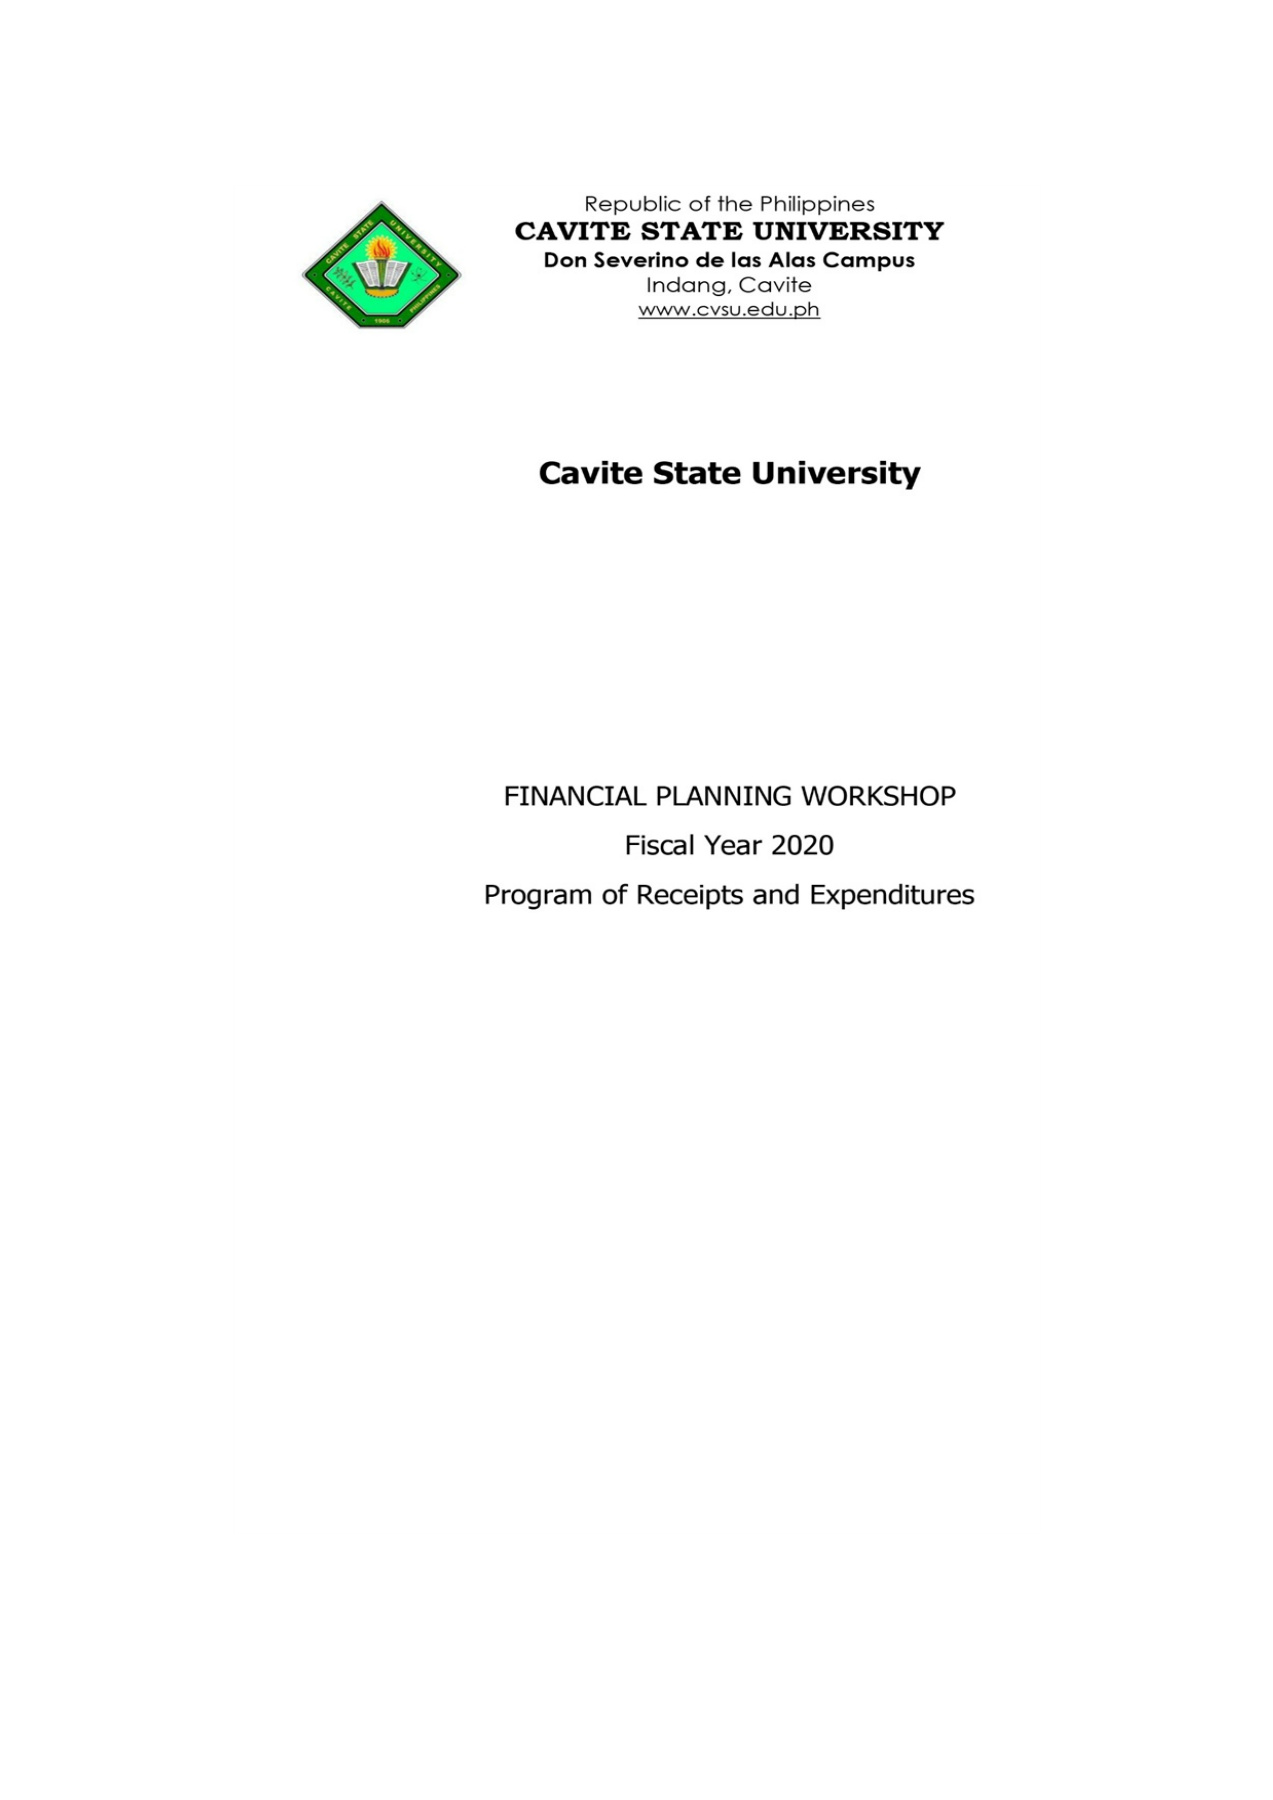 Republic of the Philippines
CAVITE STATE UNIVERSITY
Don Severino de las Alas Campus
Indang, Cavite
www.cvsu.edu.ph
CAVITE STATE UNIVERSITY
CAVITE 1906 PHILIPPINES
Cavite State University
FINANCIAL PLANNING WORKSHOP
Fiscal Year 2020
Program of Receipts and Expenditures